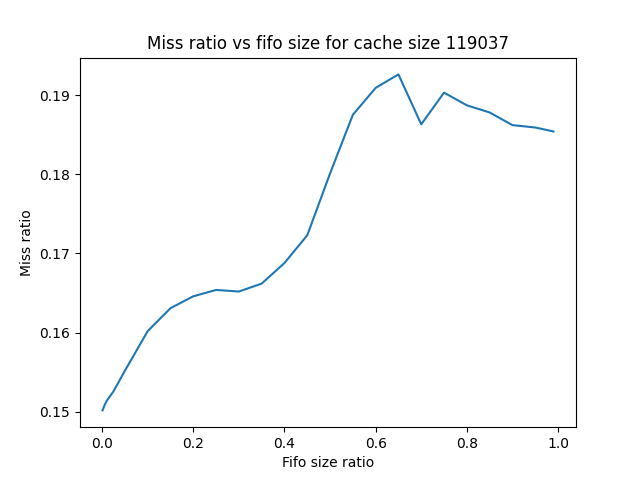 Miss ratio vs fifo size for cache size 119037
Miss ratio
0.19
0.18
0.17
0.16
0.15
0.0 0.2 0.4 0.6 0.8 1.0
Fifo size ratio